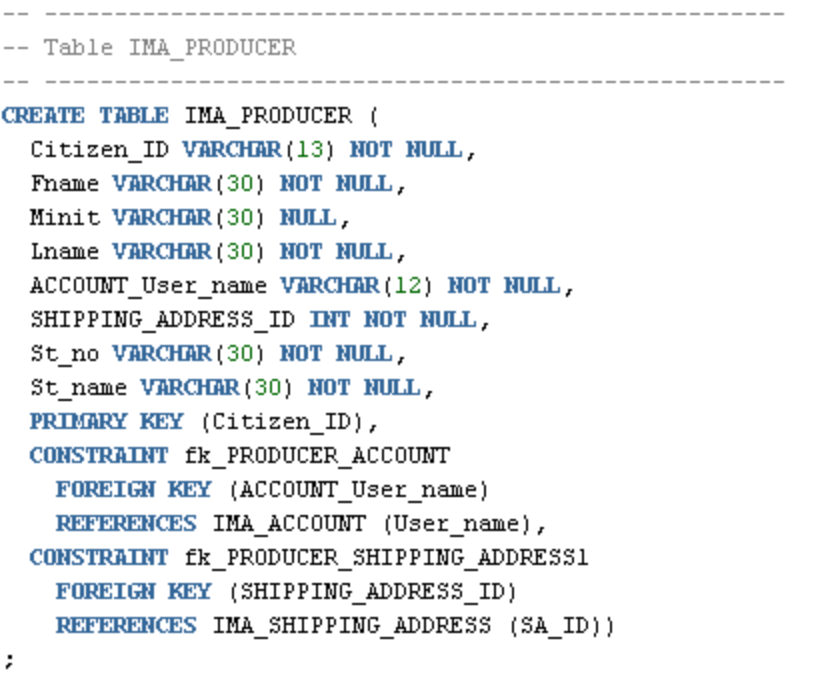 -- -----------------------------------------------------
-- Table IMA_PRODUCER
-- -----------------------------------------------------
CREATE TABLE IMA_PRODUCER (
  Citizen_ID VARCHAR(13) NOT NULL,
  Fname VARCHAR(30) NOT NULL,
  Minit VARCHAR(30) NULL,
  Lname VARCHAR(30) NOT NULL,
  ACCOUNT_User_name VARCHAR(12) NOT NULL,
  SHIPPING_ADDRESS_ID INT NOT NULL,
  St_no VARCHAR(30) NOT NULL,
  St_name VARCHAR(30) NOT NULL,
  PRIMARY KEY (Citizen_ID),
  CONSTRAINT fk_PRODUCER_ACCOUNT
    FOREIGN KEY (ACCOUNT_User_name)
    REFERENCES IMA_ACCOUNT (User_name),
  CONSTRAINT fk_PRODUCER_SHIPPING_ADDRESS1
    FOREIGN KEY (SHIPPING_ADDRESS_ID)
    REFERENCES IMA_SHIPPING_ADDRESS (SA_ID))
;